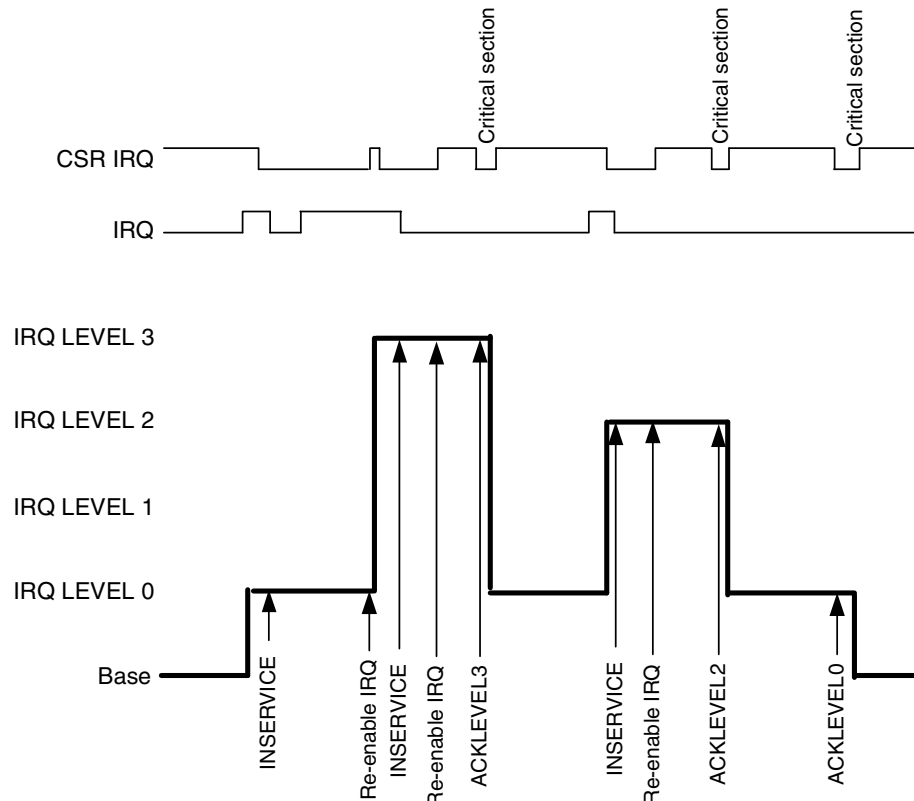 Critical section
Critical section
Critical section
CSR IRQ
IRQ
IRQ LEVEL 3
IRQ LEVEL 2
IRQ LEVEL 1
IRQ LEVEL 0
Base
INSERVICE
Re-enable IRQ
INSERVICE
Re-enable IRQ
ACKLEVEL3
INSERVICE
Re-enable IRQ
ACKLEVEL2
ACKLEVEL0